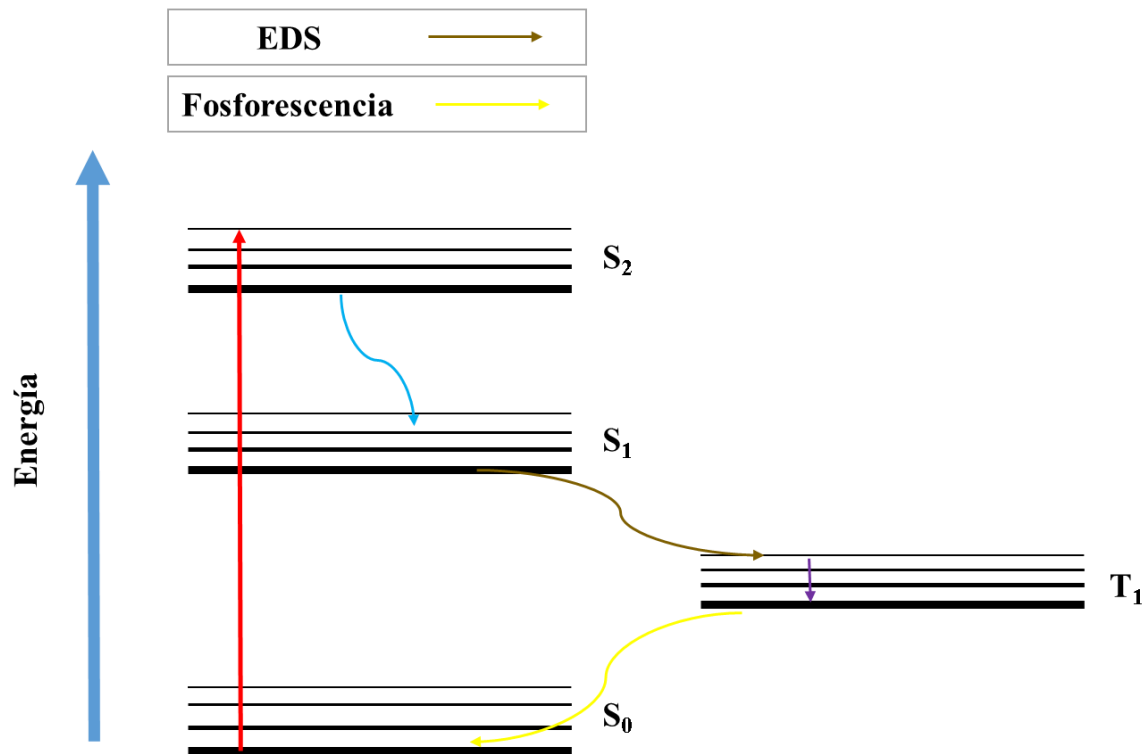 EDS
Fosforescencia
Energía
S₂
S₁
T₁
S₀